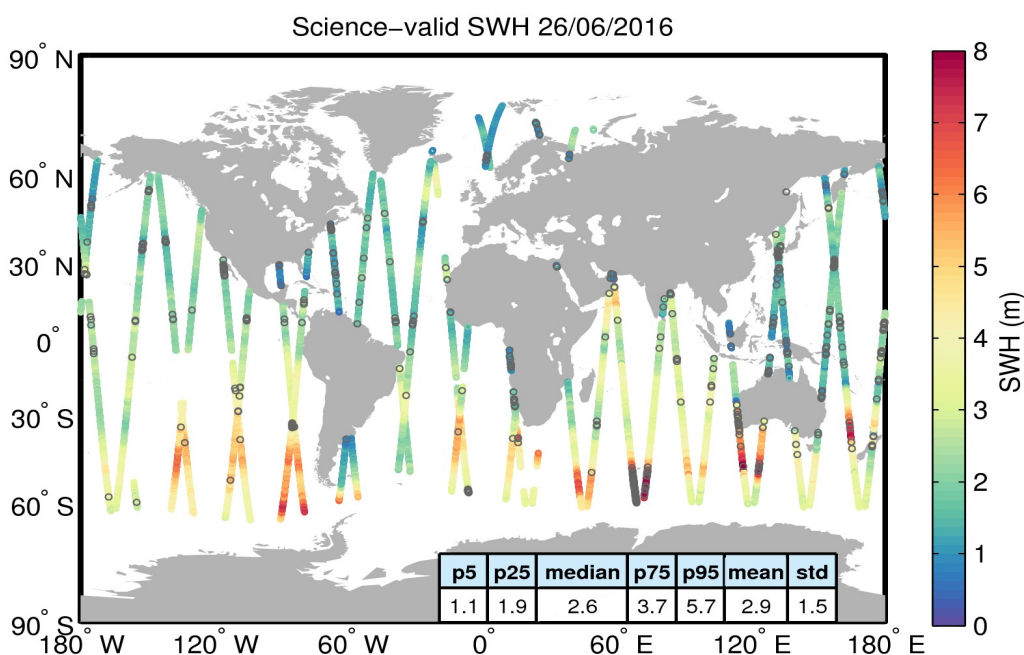 Science−valid SWH 26/06/2016
90° N
60° N
30° N
0°
30° S
60° S
90° S
180° W
120° W
60° W
0°
60° E
120° E
180° E
p5 p25 median p75 p95 mean std
1.1 1.9 2.6 3.7 5.7 2.9 1.5
8
7
6
5
4
3
2
1
0
SWH (m)